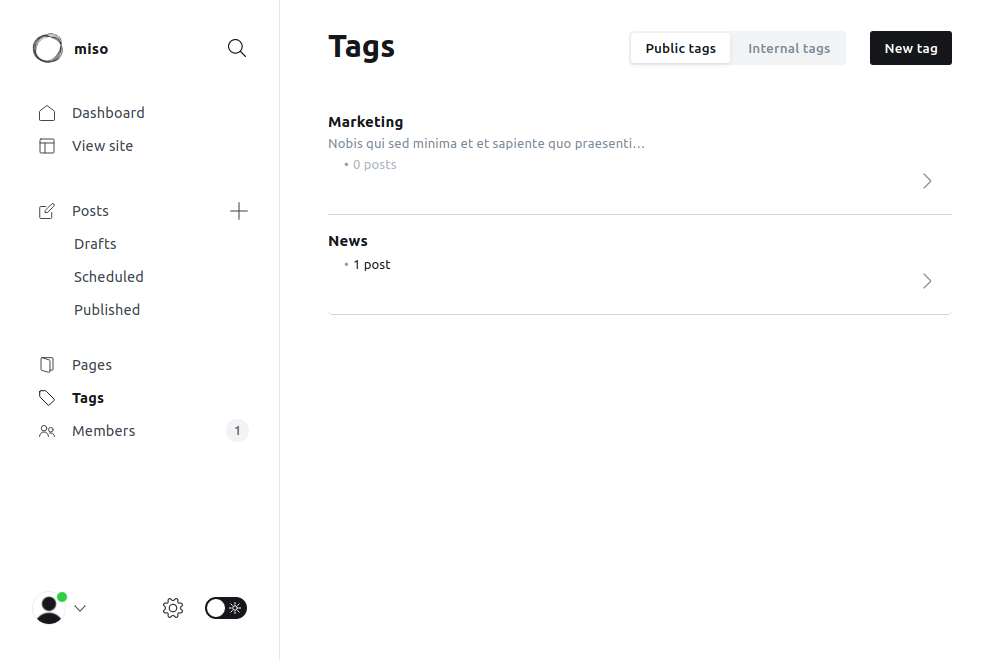 miso
Dashboard
View site
Posts
Drafts
Scheduled
Published
Pages
Tags
Members
1
Tags
Public tags
Internal tags
New tag
Marketing
Nobis qui sed minima et et sapiente quo praesenti...
• 0 posts
News
• 1 post